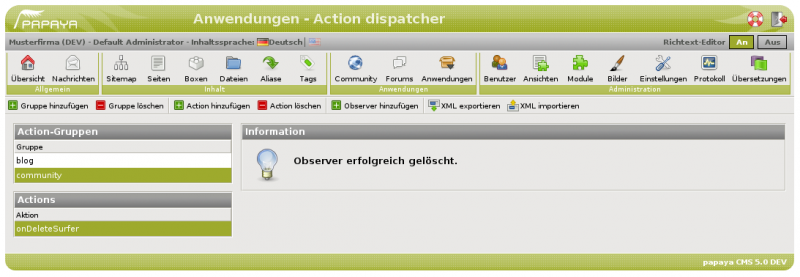 PAPAYA Anwendungen - Action dispatcher
Musterfirma (DEV) - Default Administrator - Inhaltssprache: Deutsch Richtext-Editor An Aus
Übersicht Nachrichten Sitemap Seiten Boxen Dateien Aliase Tags Community Forums Anwendungen Benutzer Ansichten Module Bilder Einstellungen Protokoll Übersetzungen
Allgemein Inhalt Anwendungen Administration
Gruppe hinzufügen Gruppe löschen Action hinzufügen Action löschen Observer hinzufügen XML exportieren XML importieren
Action-Gruppen
Gruppe
blog
community
Actions
Aktion
onDeleteSurfer
Information
Observer erfolgreich gelöscht.
papaya CMS 5.0 DEV